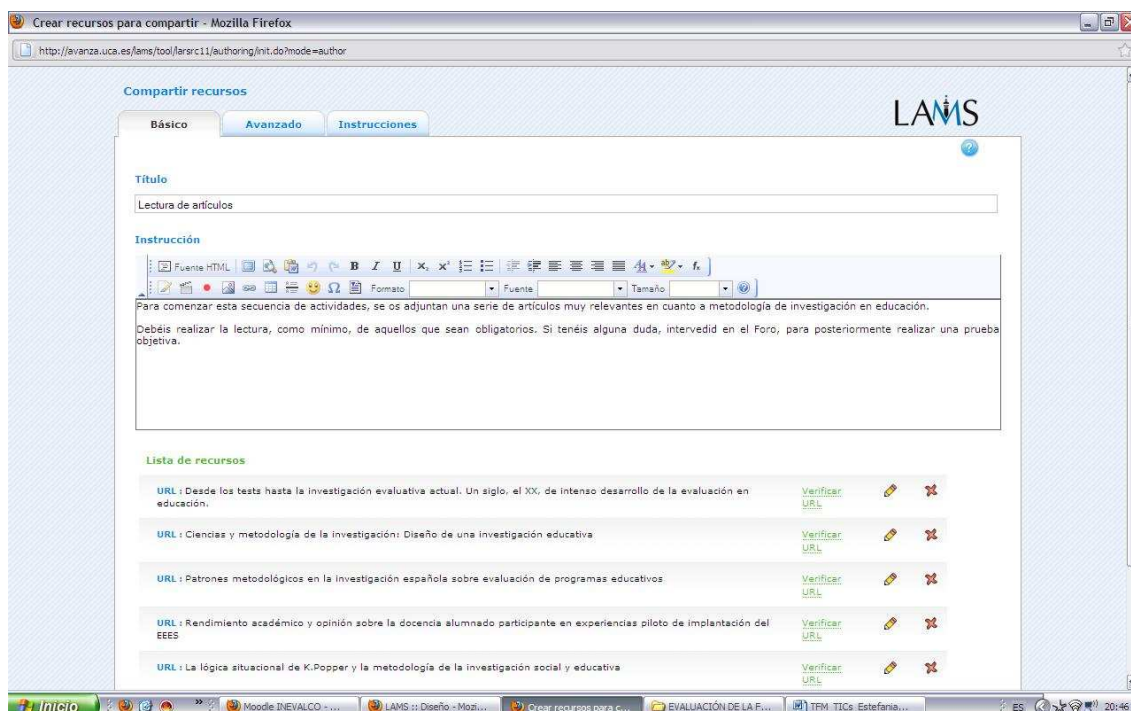 Crear recursos para compartir - Mozilla Firefox
http://avanza.uca.es/lams/tool/larsrc11/authoring/init.do?mode=author
Compartir recursos
LAMS
Básico Avanzado Instrucciones
Título
Lectura de artículos
Instrucción
Fuente HTML
Formato Fuente Tamaño
Para comenzar esta secuencia de actividades, se os adjuntan una serie de artículos muy relevantes en cuanto a metodología de investigación en educación.
Debéis realizar la lectura, como mínimo, de aquellos que sean obligatorios. Si tenéis alguna duda, intervedid en el Foro, para posteriormente realizar una prueba
objetiva.
Lista de recursos
URL : Desde los tests hasta la investigación evaluativa actual. Un siglo, el XX, de intenso desarrollo de la evaluación en Verificar
educación. URL
URL : Ciencias y metodología de la investigación: Diseño de una investigación educativa Verificar
URL
URL : Patrones metodológicos en la investigación española sobre evaluación de programas educativos Verificar
URL
URL : Rendimiento académico y opinión sobre la docencia alumnado participante en experiencias piloto de implantación del Verificar
EEES URL
URL : La lógica situacional de K.Popper y la metodología de la investigación social y educativa Verificar
URL
Inicio Moodle INEVALCO - ... LAMS :: Diseño - Mozi... Crear recursos para c... EVALUACIÓN DE LA F... TFM_TICs_Estefania... ES 20:46